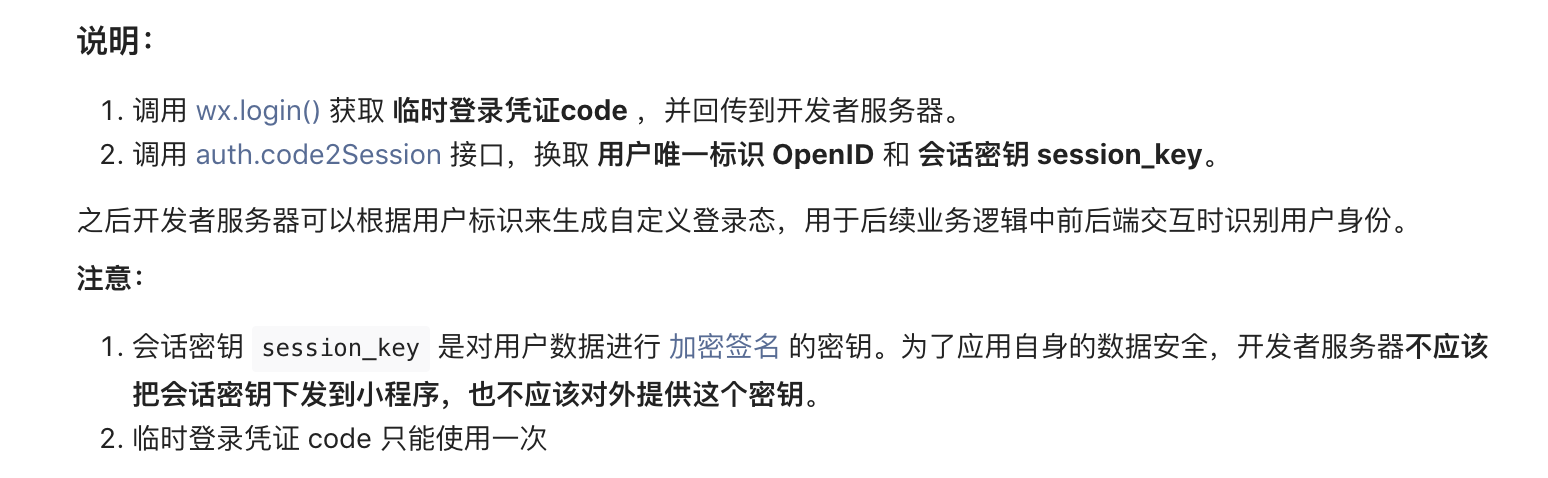 说明：
1. 调用 wx.login() 获取 临时登录凭证code ，并回传到开发者服务器。
2. 调用 auth.code2Session 接口，换取 用户唯一标识 OpenID 和 会话密钥 session_key。
之后开发者服务器可以根据用户标识来生成自定义登录态，用于后续业务逻辑中前后端交互时识别用户身份。
注意：
1. 会话密钥 session_key 是对用户数据进行 加密签名 的密钥。为了应用自身的数据安全，开发者服务器不应该
把会话密钥下发到小程序，也不应该对外提供这个密钥。
2. 临时登录凭证 code 只能使用一次